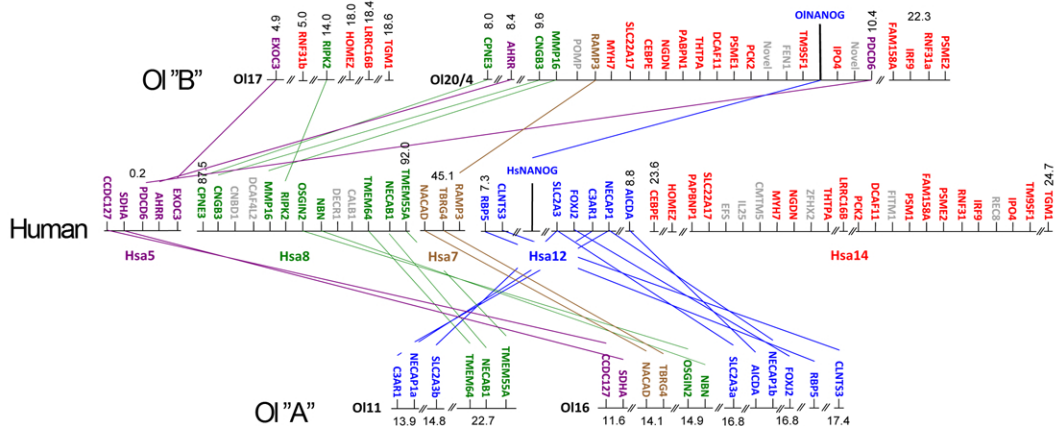 Ol "B"
Ol17
4.9
EXOC3
5.0
RNF31b
14.0
RIPK2
18.0
HOMEZ
18.4
LRRC16B
18.6
TGM1
Ol20/4
8.0
CPNE3
8.4
AHRR
9.6
CNGB3
MMP16
POMP
RAMP3
MYH7
SLC22A17
CEBPE
NGDN
PABPN1
THTPA
DCAF11
PSME1
PCK2
Novel
FEN1
TM9SF1
OlNANOG
IPO4
Novel
PDCD6
10.4
FAM158A
IRF9
22.3
RNF31a
PSME2
Human
CCDC127
SDHA
0.2
PDCD6
AHRR
EXOC3
Hsa5
87.5
CPNE3
CNGB3
CNBD1
DCAF4L2
MMP16
RIPK2
OSGIN2
NBN
DECR1
CALB1
TMEM64
NECAB1
TMEM55A
92.0
Hsa8
NACAD
45.1
TBRG4
RAMP3
Hsa7
7.3
RBP5
CLNTS3
HsNANOG
SLC2A3
FOXJ2
C3AR1
NECAP1
AICDA
8.8
Hsa12
23.6
CEBPE
HOMEZ
PAPBNP1
SLC22A17
EFS
IL25
CMTM5
MYH7
NGDN
ZFHX2
THTPA
LRRC16B
PCK2
DCAF11
FITM1
PSM1
FAM158A
PSME2
RNF31
IRF9
REC8
IPO4
TM9SF1
TGM1
24.7
Hsa14
Ol "A"
Ol11
C3AR1
NECAP1a
SLC2A3b
TMEM64
NECAB1
TMEM55A
13.9
14.8
22.7
Ol16
CCDC127
SDHA
NACAD
TBRG4
OSGIN2
NBN
SLC2A3a
AICDA
NECAP1b
FOXJ2
RBP5
CLNTS3
11.6
14.1
14.9
16.8
16.8
17.4